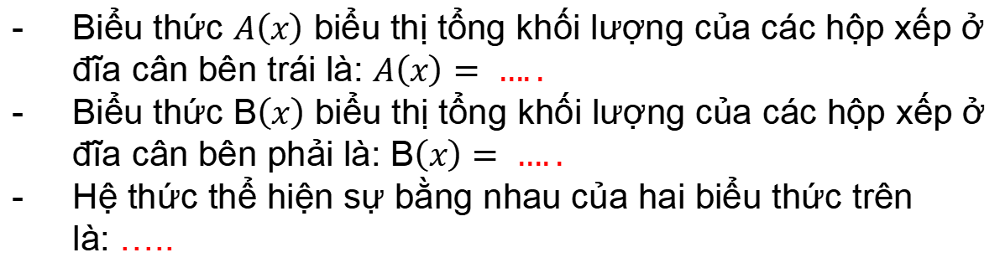 - Biểu thức A(x) biểu thị tổng khối lượng của các hộp xếp ở
đĩa cân bên trái là: A(x) = .....
- Biểu thức B(x) biểu thị tổng khối lượng của các hộp xếp ở
đĩa cân bên phải là: B(x) = .....
- Hệ thức thể hiện sự bằng nhau của hai biểu thức trên
là: .....